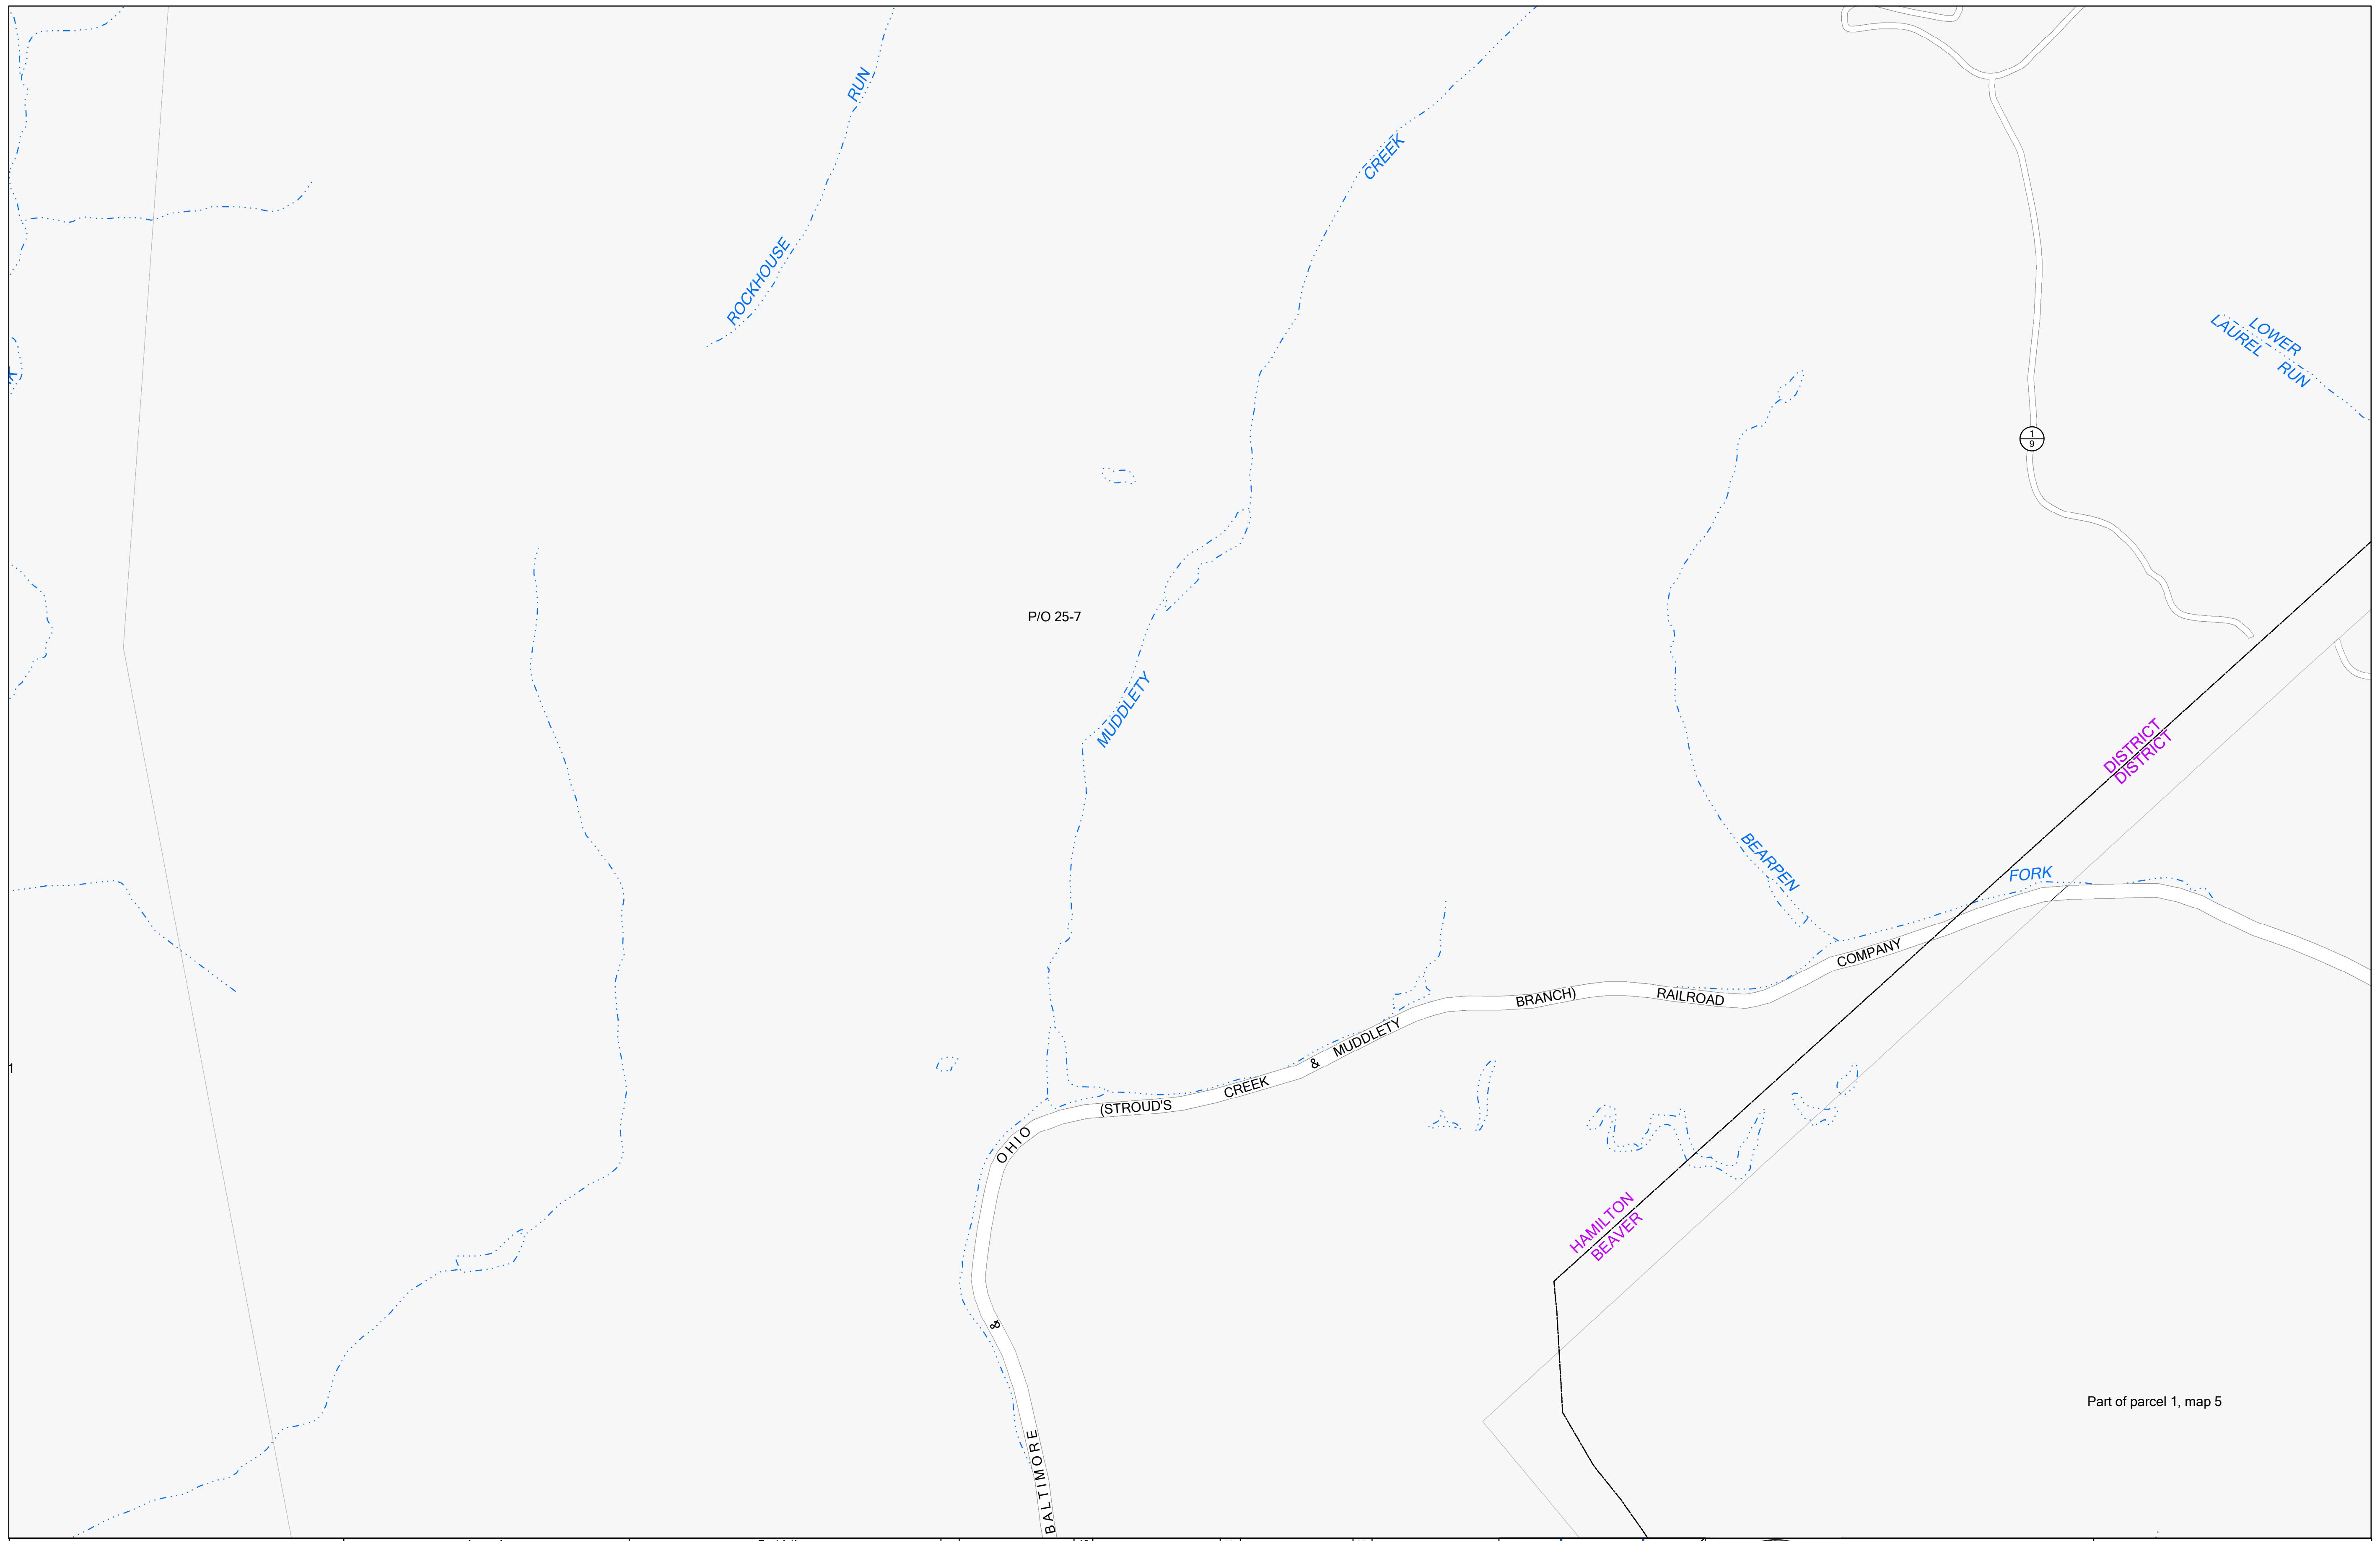 ROCKHOUSE RUN
MUDDLETY CREEK
LOWER
LAUREL RUN
1
9
P/O 25-7
DISTRICT
DISTRICT
BEARPEN FORK
BALTIMORE & OHIO (STROUD'S CREEK & MUDDLETY BRANCH) RAILROAD COMPANY
1
HAMILTON
BEAVER
Part of parcel 1, map 5